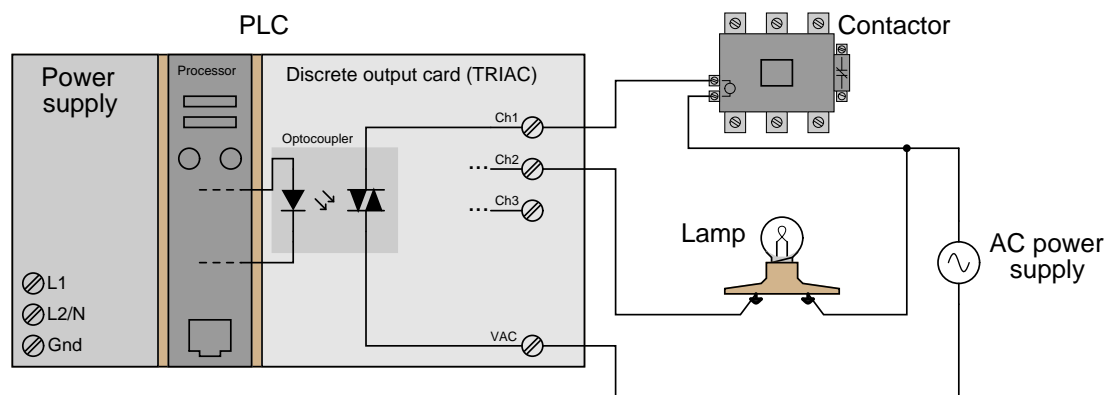 PLC
Power
supply
Processor
Discrete output card (TRIAC)
Optocoupler
Ch1
... Ch2
... Ch3
VAC
L1
L2/N
Gnd
Contactor
Lamp
AC power
supply